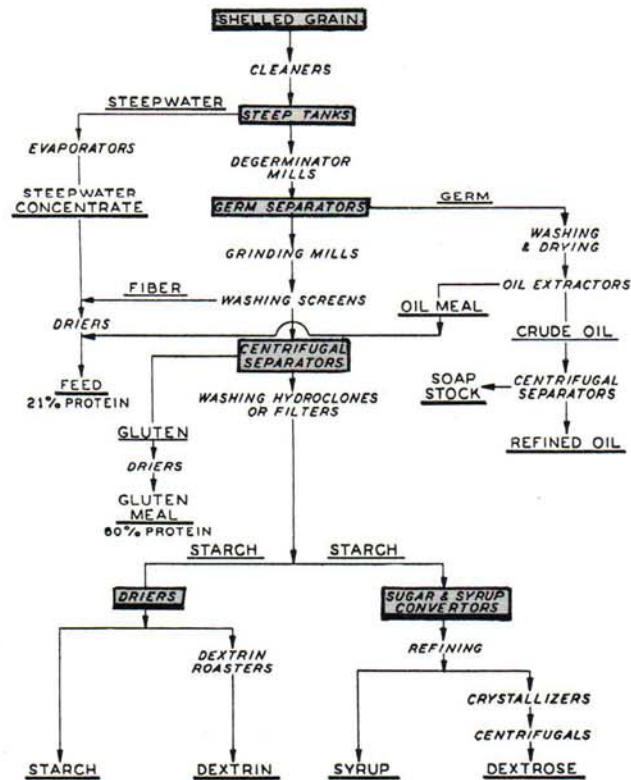 SHELLED GRAIN
CLEANERS
STEEPWATER
STEEP TANKS
EVAPORATORS
DEGERMINATOR
MILLS
STEEPWATER
CONCENTRATE
GERM SEPARATORS
GERM
WASHING
& DRYING
GRINDING MILLS
FIBER
WASHING SCREENS
OIL EXTRACTORS
OIL MEAL
DRIERS
CRUDE OIL
CENTRIFUGAL
SEPARATORS
FEED
21% PROTEIN
WASHING HYDROCLONES
OR FILTERS
SOAP
STOCK
CENTRIFUGAL
SEPARATORS
GLUTEN
REFINED OIL
DRIERS
GLUTEN
MEAL
60% PROTEIN
STARCH
STARCH
DRIERS
SUGAR & SYRUP
CONVERTORS
DEXTRIN
ROASTERS
REFINING
CRYSTALLIZERS
CENTRIFUGALS
STARCH
DEXTRIN
SYRUP
DEXTROSE